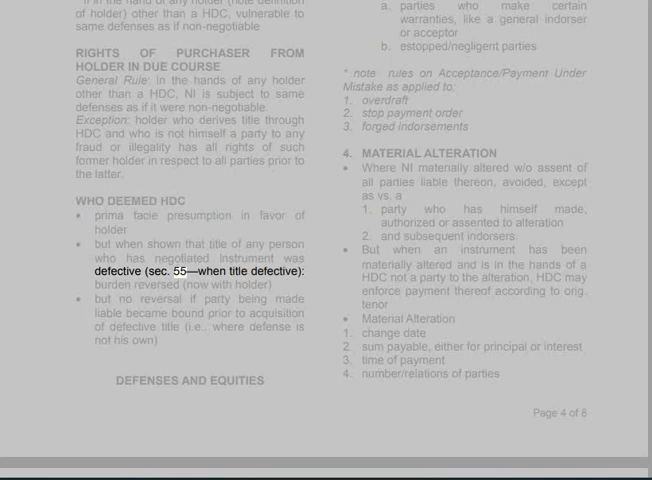 of holder) other than a HDC, vulnerable to
same defenses as if non-negotiable
RIGHTS OF PURCHASER FROM
HOLDER IN DUE COURSE
General Rule: in the hands of any holder
other than a HDC, NI is subject to same
defenses as if it were non-negotiable
Exception: holder who derives title through
HDC and who is not himself a party to any
fraud or illegality has all rights of such
former holder in respect to all parties prior to
the latter.
WHO DEEMED HDC
• prima facie presumption in favor of
holder
• but when shown that title of any person
who has negotiated instrument was
defective (sec. 55—when title defective):
burden reversed (now with holder)
• but no reversal if party being made
liable became bound prior to acquisition
of defective title (i.e., where defense is
not his own)
DEFENSES AND EQUITIES
a. parties who make certain
warranties, like a general indorser
or acceptor
b. estopped/negligent parties
* note rules on Acceptance/Payment Under
Mistake as applied to:
1. overdraft
2. stop payment order
3. forged indorsements
4. MATERIAL ALTERATION
• Where NI materially altered w/o assent of
all parties liable thereon, avoided, except
as vs. a
1. party who has himself made,
authorized or assented to alteration
2. and subsequent indorsers
• But when an instrument has been
materially altered and is in the hands of a
HDC not a party to the alteration, HDC may
enforce payment thereof according to orig.
tenor
• Material Alteration
1. change date
2. sum payable, either for principal or interest
3. time of payment
4. number/relations of parties
Page 4 of 6